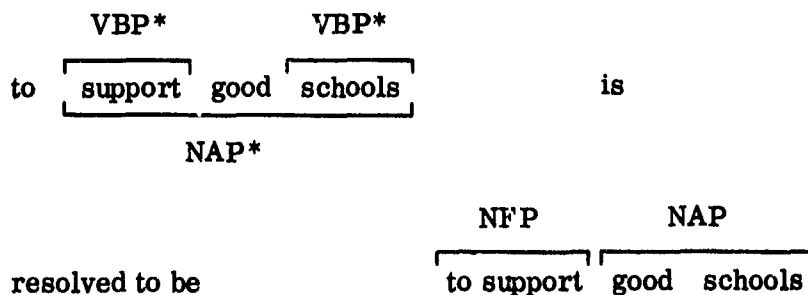 VBP* VBP*
to support good schools is
NAP*
NFP NAP
resolved to be to support good schools